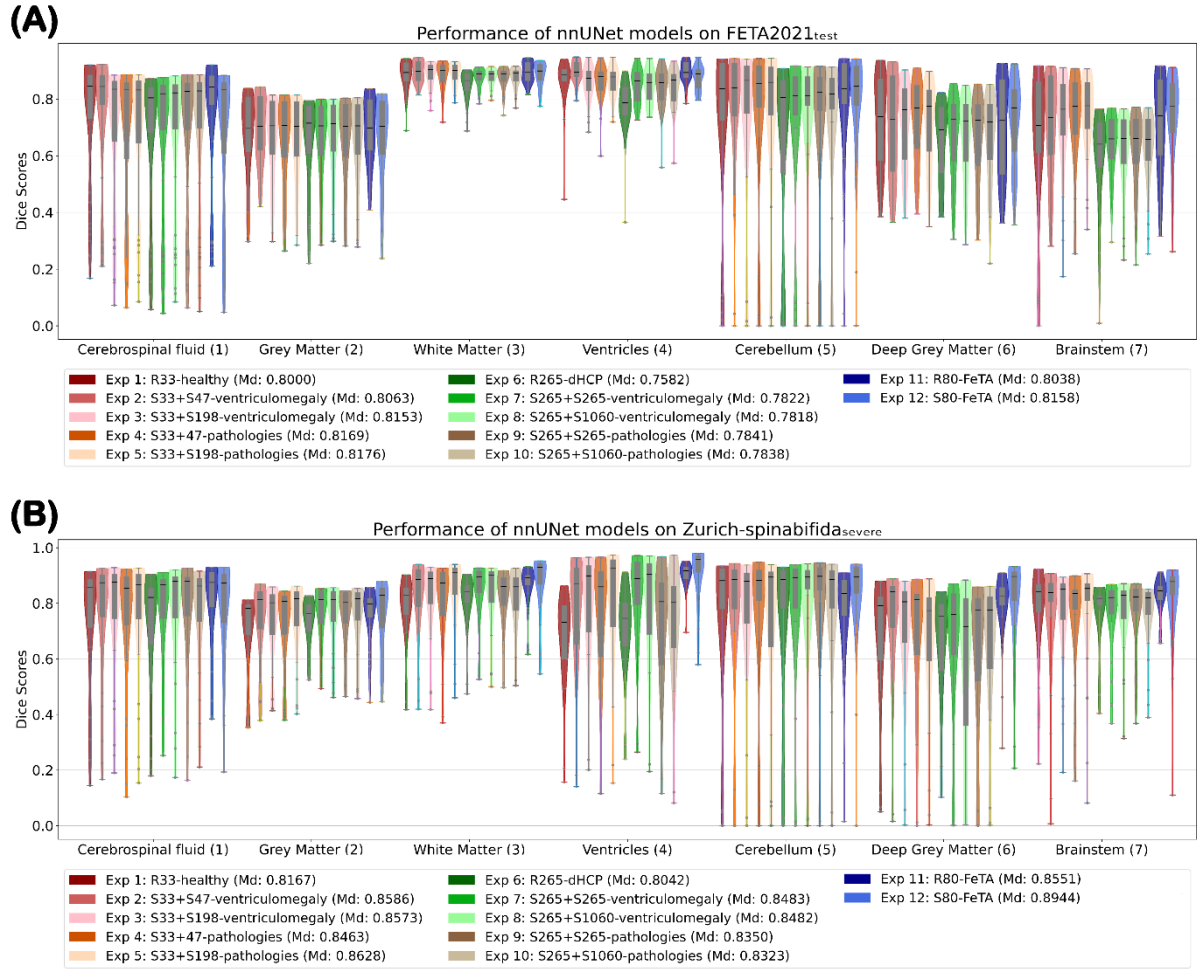 (A)
Performance of nnUNet models on FETA2021test
0.8
0.6
0.4
0.2
0.0
Dice Scores
Cerebrospinal fluid (1) Grey Matter (2) White Matter (3) Ventricles (4) Cerebellum (5) Deep Grey Matter (6) Brainstem (7)
Exp 1: R33-healthy (Md: 0.8000) Exp 6: R265-dHCP (Md: 0.7582) Exp 11: R80-FeTA (Md: 0.8038)
Exp 2: S33+S47-ventriculomegaly (Md: 0.8063) Exp 7: S265+S265-ventriculomegaly (Md: 0.7822) Exp 12: S80-FeTA (Md: 0.8158)
Exp 3: S33+S198-ventriculomegaly (Md: 0.8153) Exp 8: S265+S1060-ventriculomegaly (Md: 0.7818)
Exp 4: S33+47-pathologies (Md: 0.8169) Exp 9: S265+S265-pathologies (Md: 0.7841)
Exp 5: S33+S198-pathologies (Md: 0.8176) Exp 10: S265+S1060-pathologies (Md: 0.7838)
(B)
Performance of nnUNet models on Zurich-spinabifidasevere
1.0
0.8
0.6
0.4
0.2
0.0
Dice Scores
Cerebrospinal fluid (1) Grey Matter (2) White Matter (3) Ventricles (4) Cerebellum (5) Deep Grey Matter (6) Brainstem (7)
Exp 1: R33-healthy (Md: 0.8167) Exp 6: R265-dHCP (Md: 0.8042) Exp 11: R80-FeTA (Md: 0.8551)
Exp 2: S33+S47-ventriculomegaly (Md: 0.8586) Exp 7: S265+S265-ventriculomegaly (Md: 0.8483) Exp 12: S80-FeTA (Md: 0.8944)
Exp 3: S33+S198-ventriculomegaly (Md: 0.8573) Exp 8: S265+S1060-ventriculomegaly (Md: 0.8482)
Exp 4: S33+47-pathologies (Md: 0.8463) Exp 9: S265+S265-pathologies (Md: 0.8350)
Exp 5: S33+S198-pathologies (Md: 0.8628) Exp 10: S265+S1060-pathologies (Md: 0.8323)